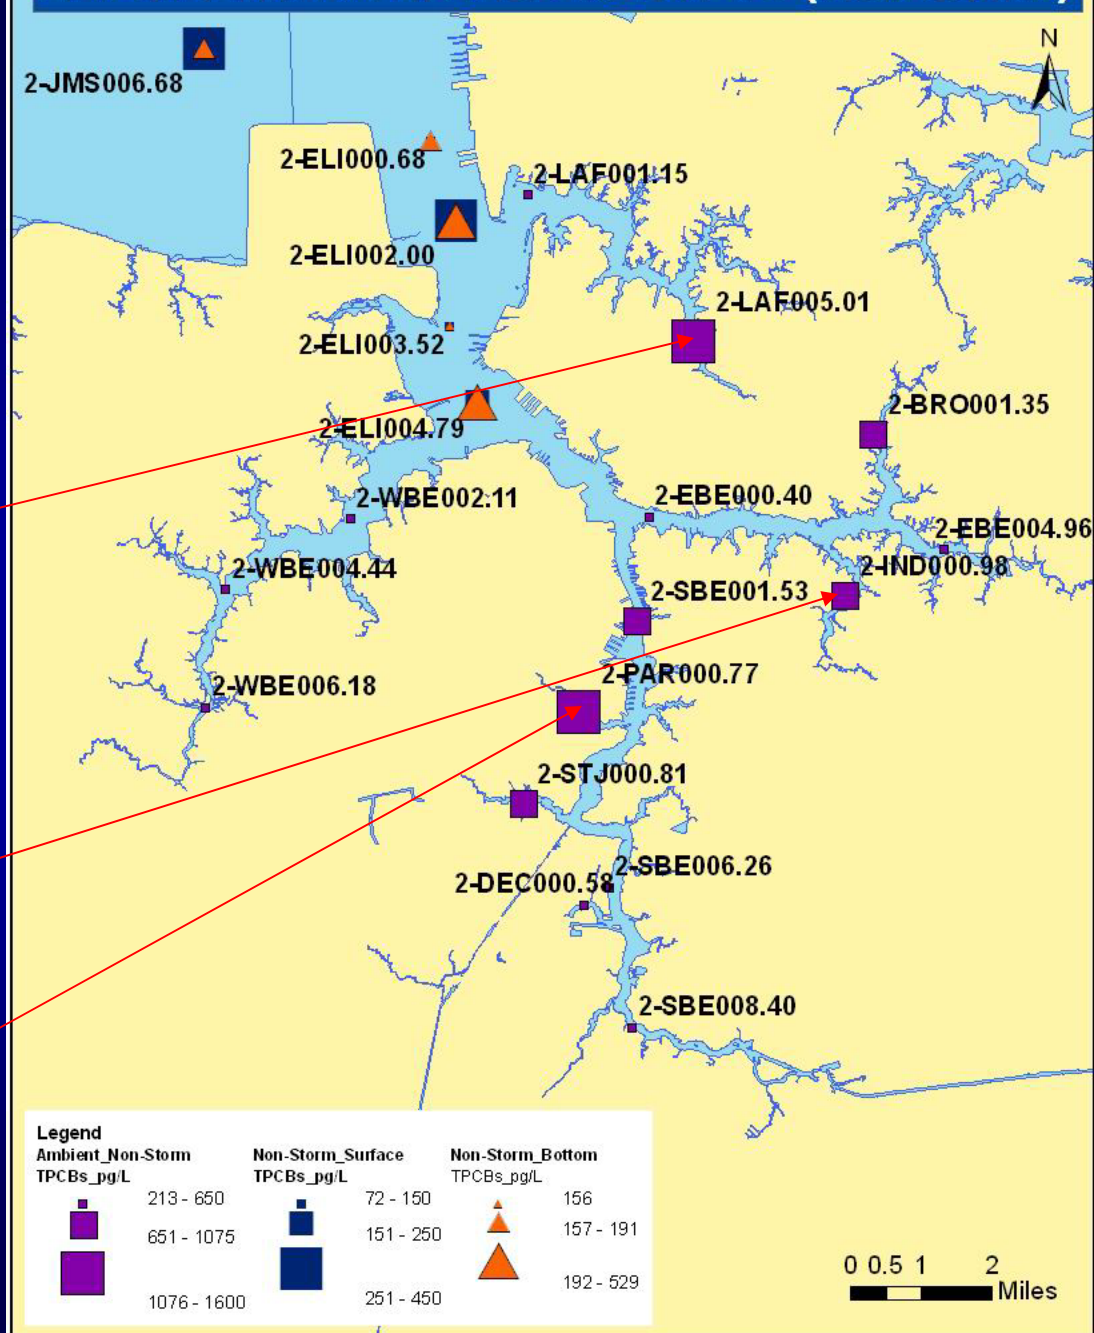 N
2-JMS006.68
2-ELI000.68
2-LAF001.15
2-ELI002.00
2-LAF005.01
2-ELI003.52
2-BRO001.35
2-ELI004.79
2-WBE002.11
2-EBE000.40
2-EBE004.96
2-WBE004.44
2-IND000.98
2-SBE001.53
2-PAR000.77
2-WBE006.18
2-STJ000.81
2-SBE006.26
2-DEC000.58
2-SBE008.40
Legend
Ambient_Non-Storm
TPCBs_pg/L
213 - 650
651 - 1075
1076 - 1600
Non-Storm_Surface
TPCBs_pg/L
72 - 150
151 - 250
251 - 450
Non-Storm_Bottom
TPCBs_pg/L
156
157 - 191
192 - 529
0 0.5 1 2
Miles